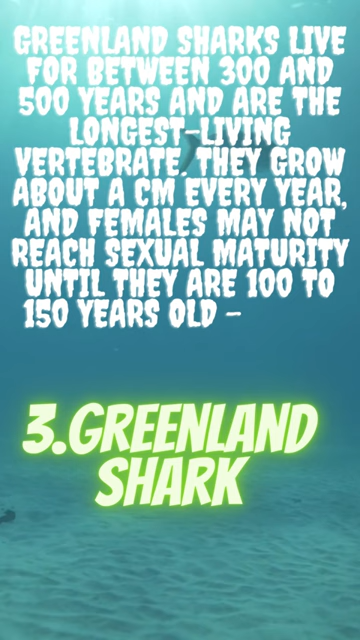 GREENLAND SHARKS LIVE
FOR BETWEEN 300 AND
500 YEARS AND ARE THE
LONGEST-LIVING
VERTEBRATE, THEY GROW
ABOUT A CM EVERY YEAR,
AND FEMALES MAY NOT
REACH SEXUAL MATURITY
UNTIL THEY ARE 100 TO
150 YEARS OLD -
3.GREENLAND
SHARK